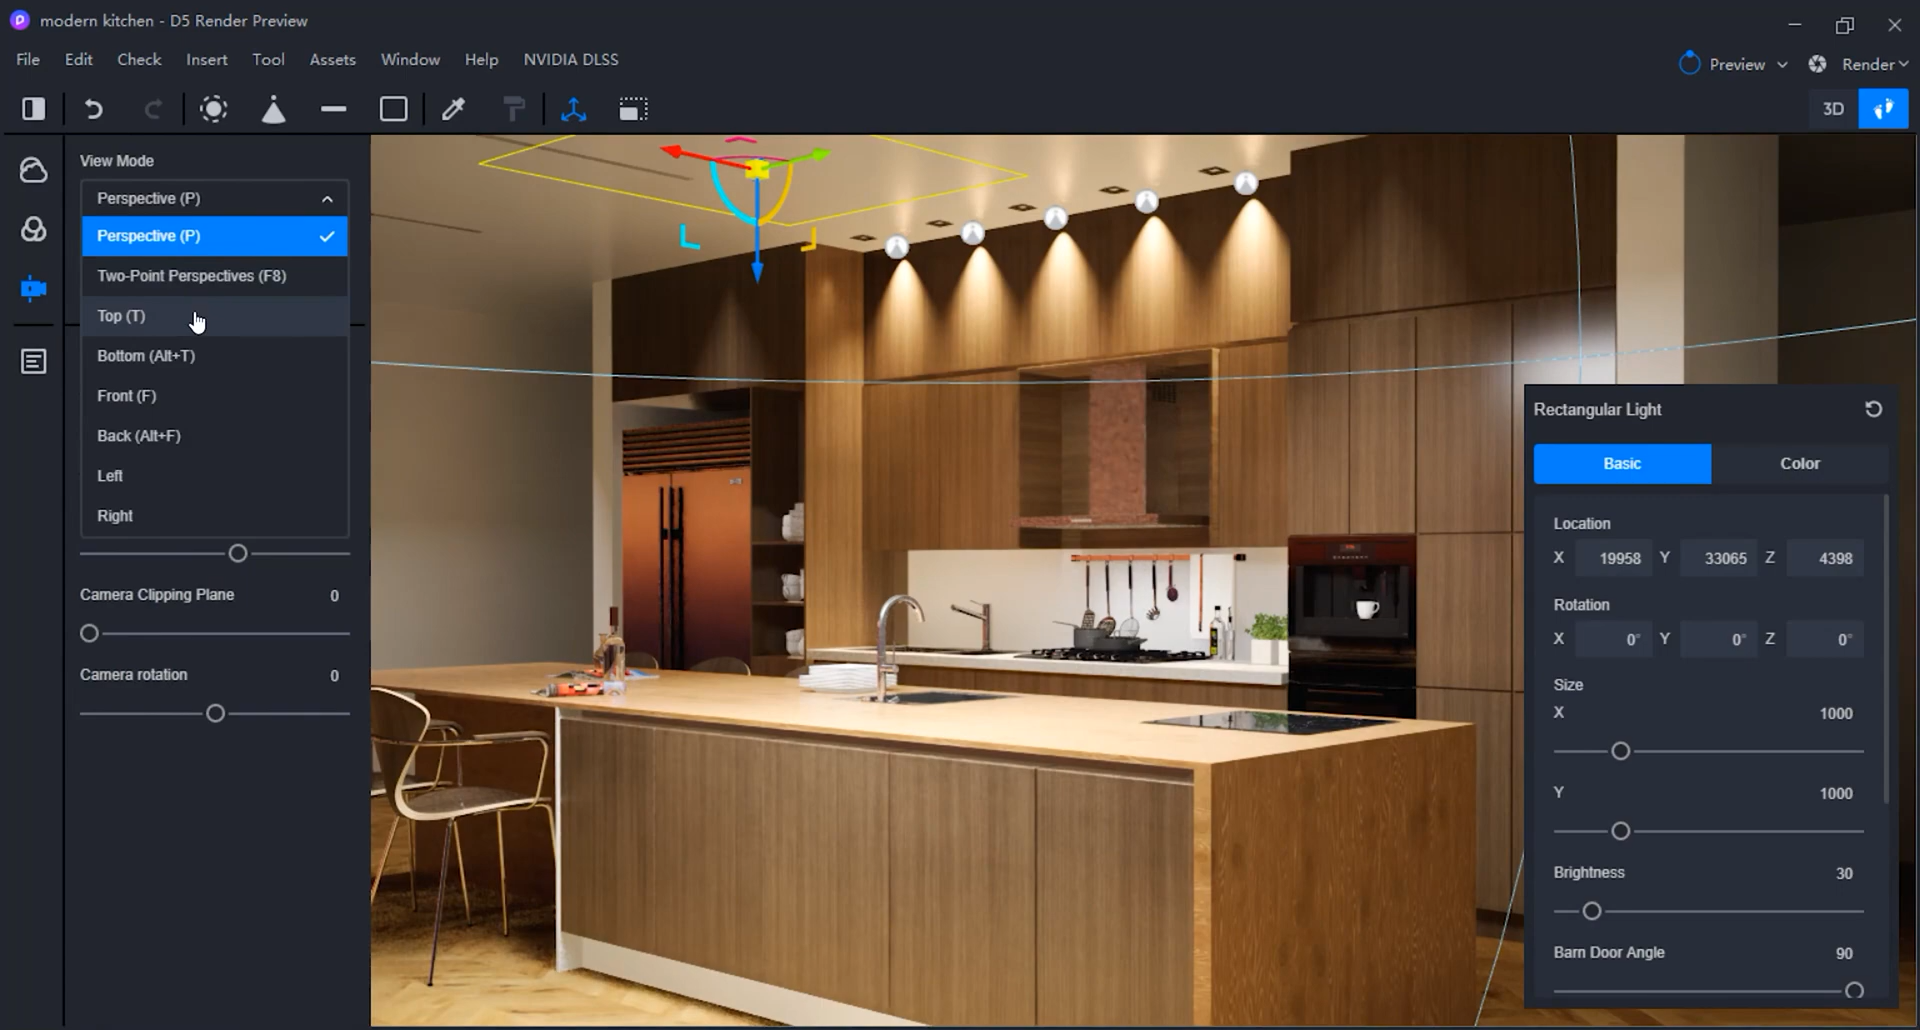 modern kitchen - D5 Render Preview
File Edit Check Insert Tool Assets Window Help NVIDIA DLSS
Preview Render
3D
View Mode
Perspective (P)
Perspective (P)
Two-Point Perspectives (F8)
Top (T)
Bottom (Alt+T)
Front (F)
Back (Alt+F)
Left
Right
Camera Clipping Plane 0
Camera rotation 0
Rectangular Light
Basic Color
Location
X 19958 Y 33065 Z 4398
Rotation
X 0° Y 0° Z 0°
Size
X 1000
Y 1000
Brightness 30
Barn Door Angle 90